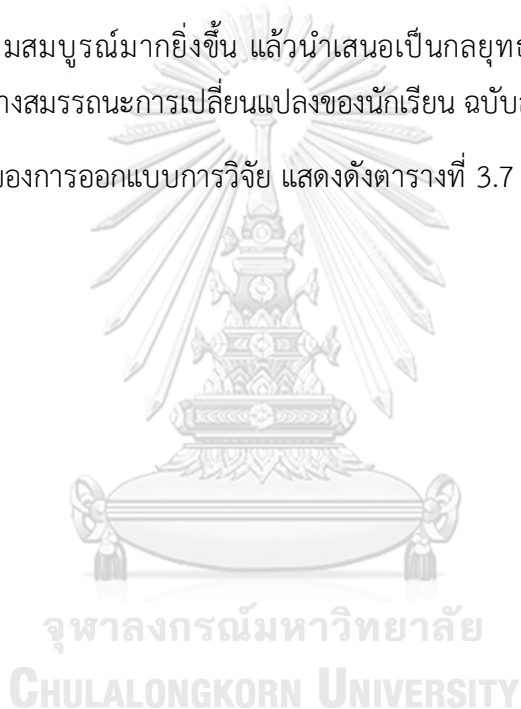 มสมบูรณ์มากยิ่งขึ้น แล้วนำเสนอเป็นกลยุทธ
างสมรรถนะการเปลี่ยนแปลงของนักเรียน ฉบับ
ของการออกแบบการวิจัย แสดงดังตารางที่ 3.7
จุฬาลงกรณ์มหาวิทยาลัย
CHULALONGKORN UNIVERSITY